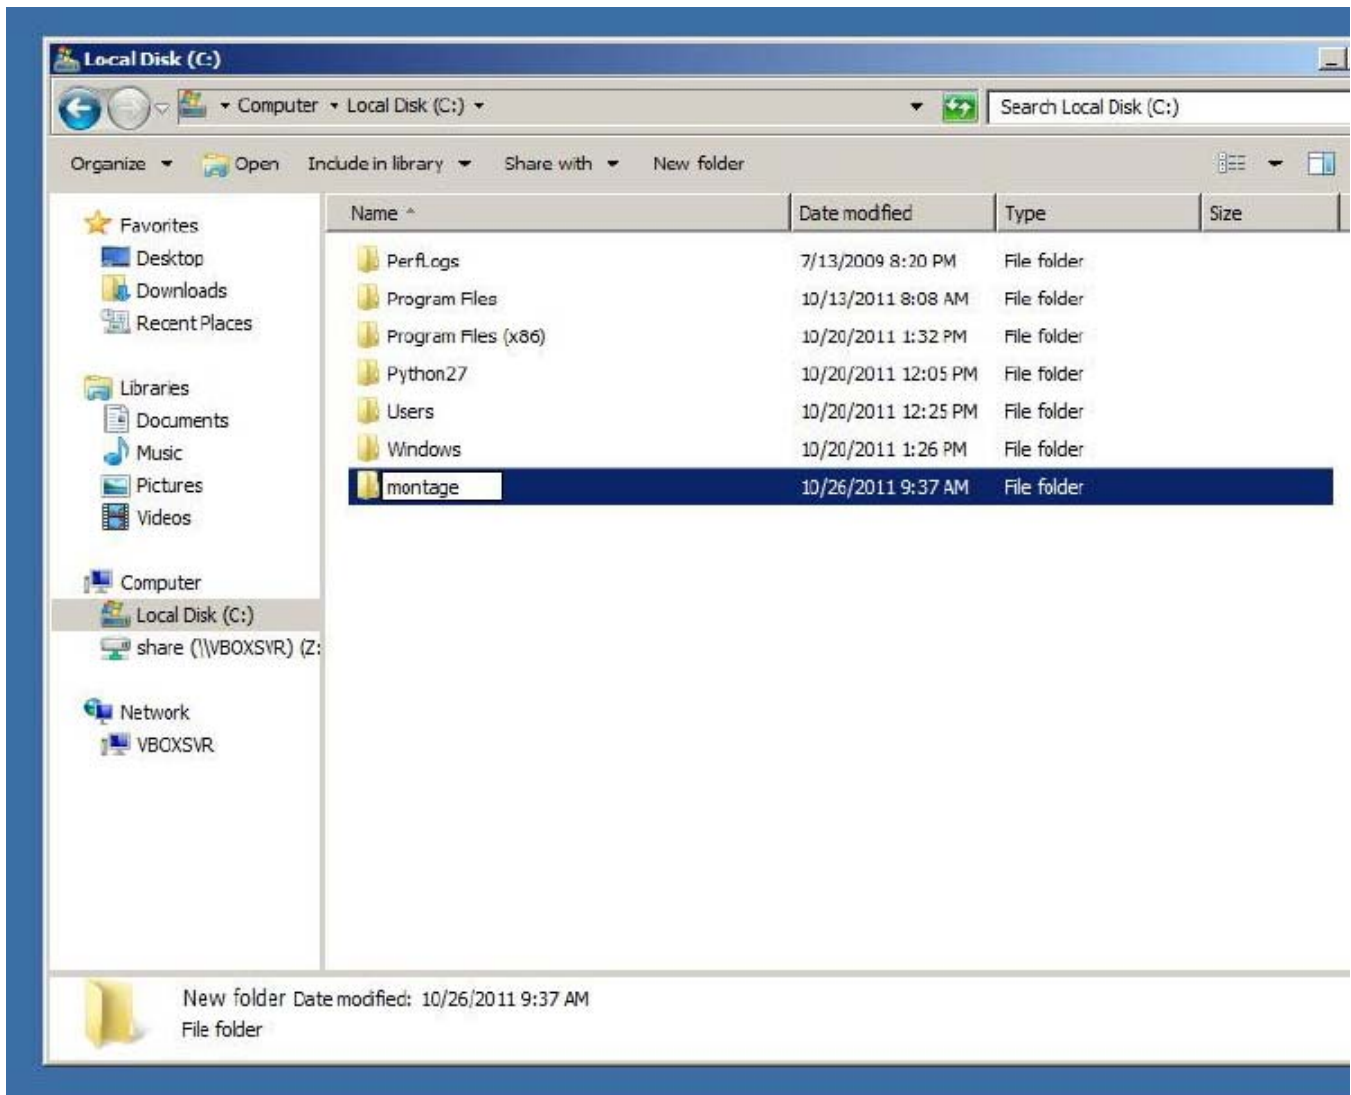 Local Disk (C:)
Computer Local Disk (C:) Search Local Disk (C:)
Organize Open Include in library Share with New folder
Favorites
Desktop
Downloads
Recent Places
Libraries
Documents
Music
Pictures
Videos
Computer
Local Disk (C:)
share (\\VBOXSVR) (Z:
Network
VBOXSVR
Name Date modified Type Size
PerfLogs 7/13/2009 8:20 PM File folder
Program Files 10/13/2011 8:08 AM File folder
Program Files (x86) 10/20/2011 1:32 PM File folder
Python27 10/20/2011 12:05 PM File folder
Users 10/20/2011 12:25 PM File folder
Windows 10/20/2011 1:26 PM File folder
montage 10/26/2011 9:37 AM File folder
New folder Date modified: 10/26/2011 9:37 AM
File folder